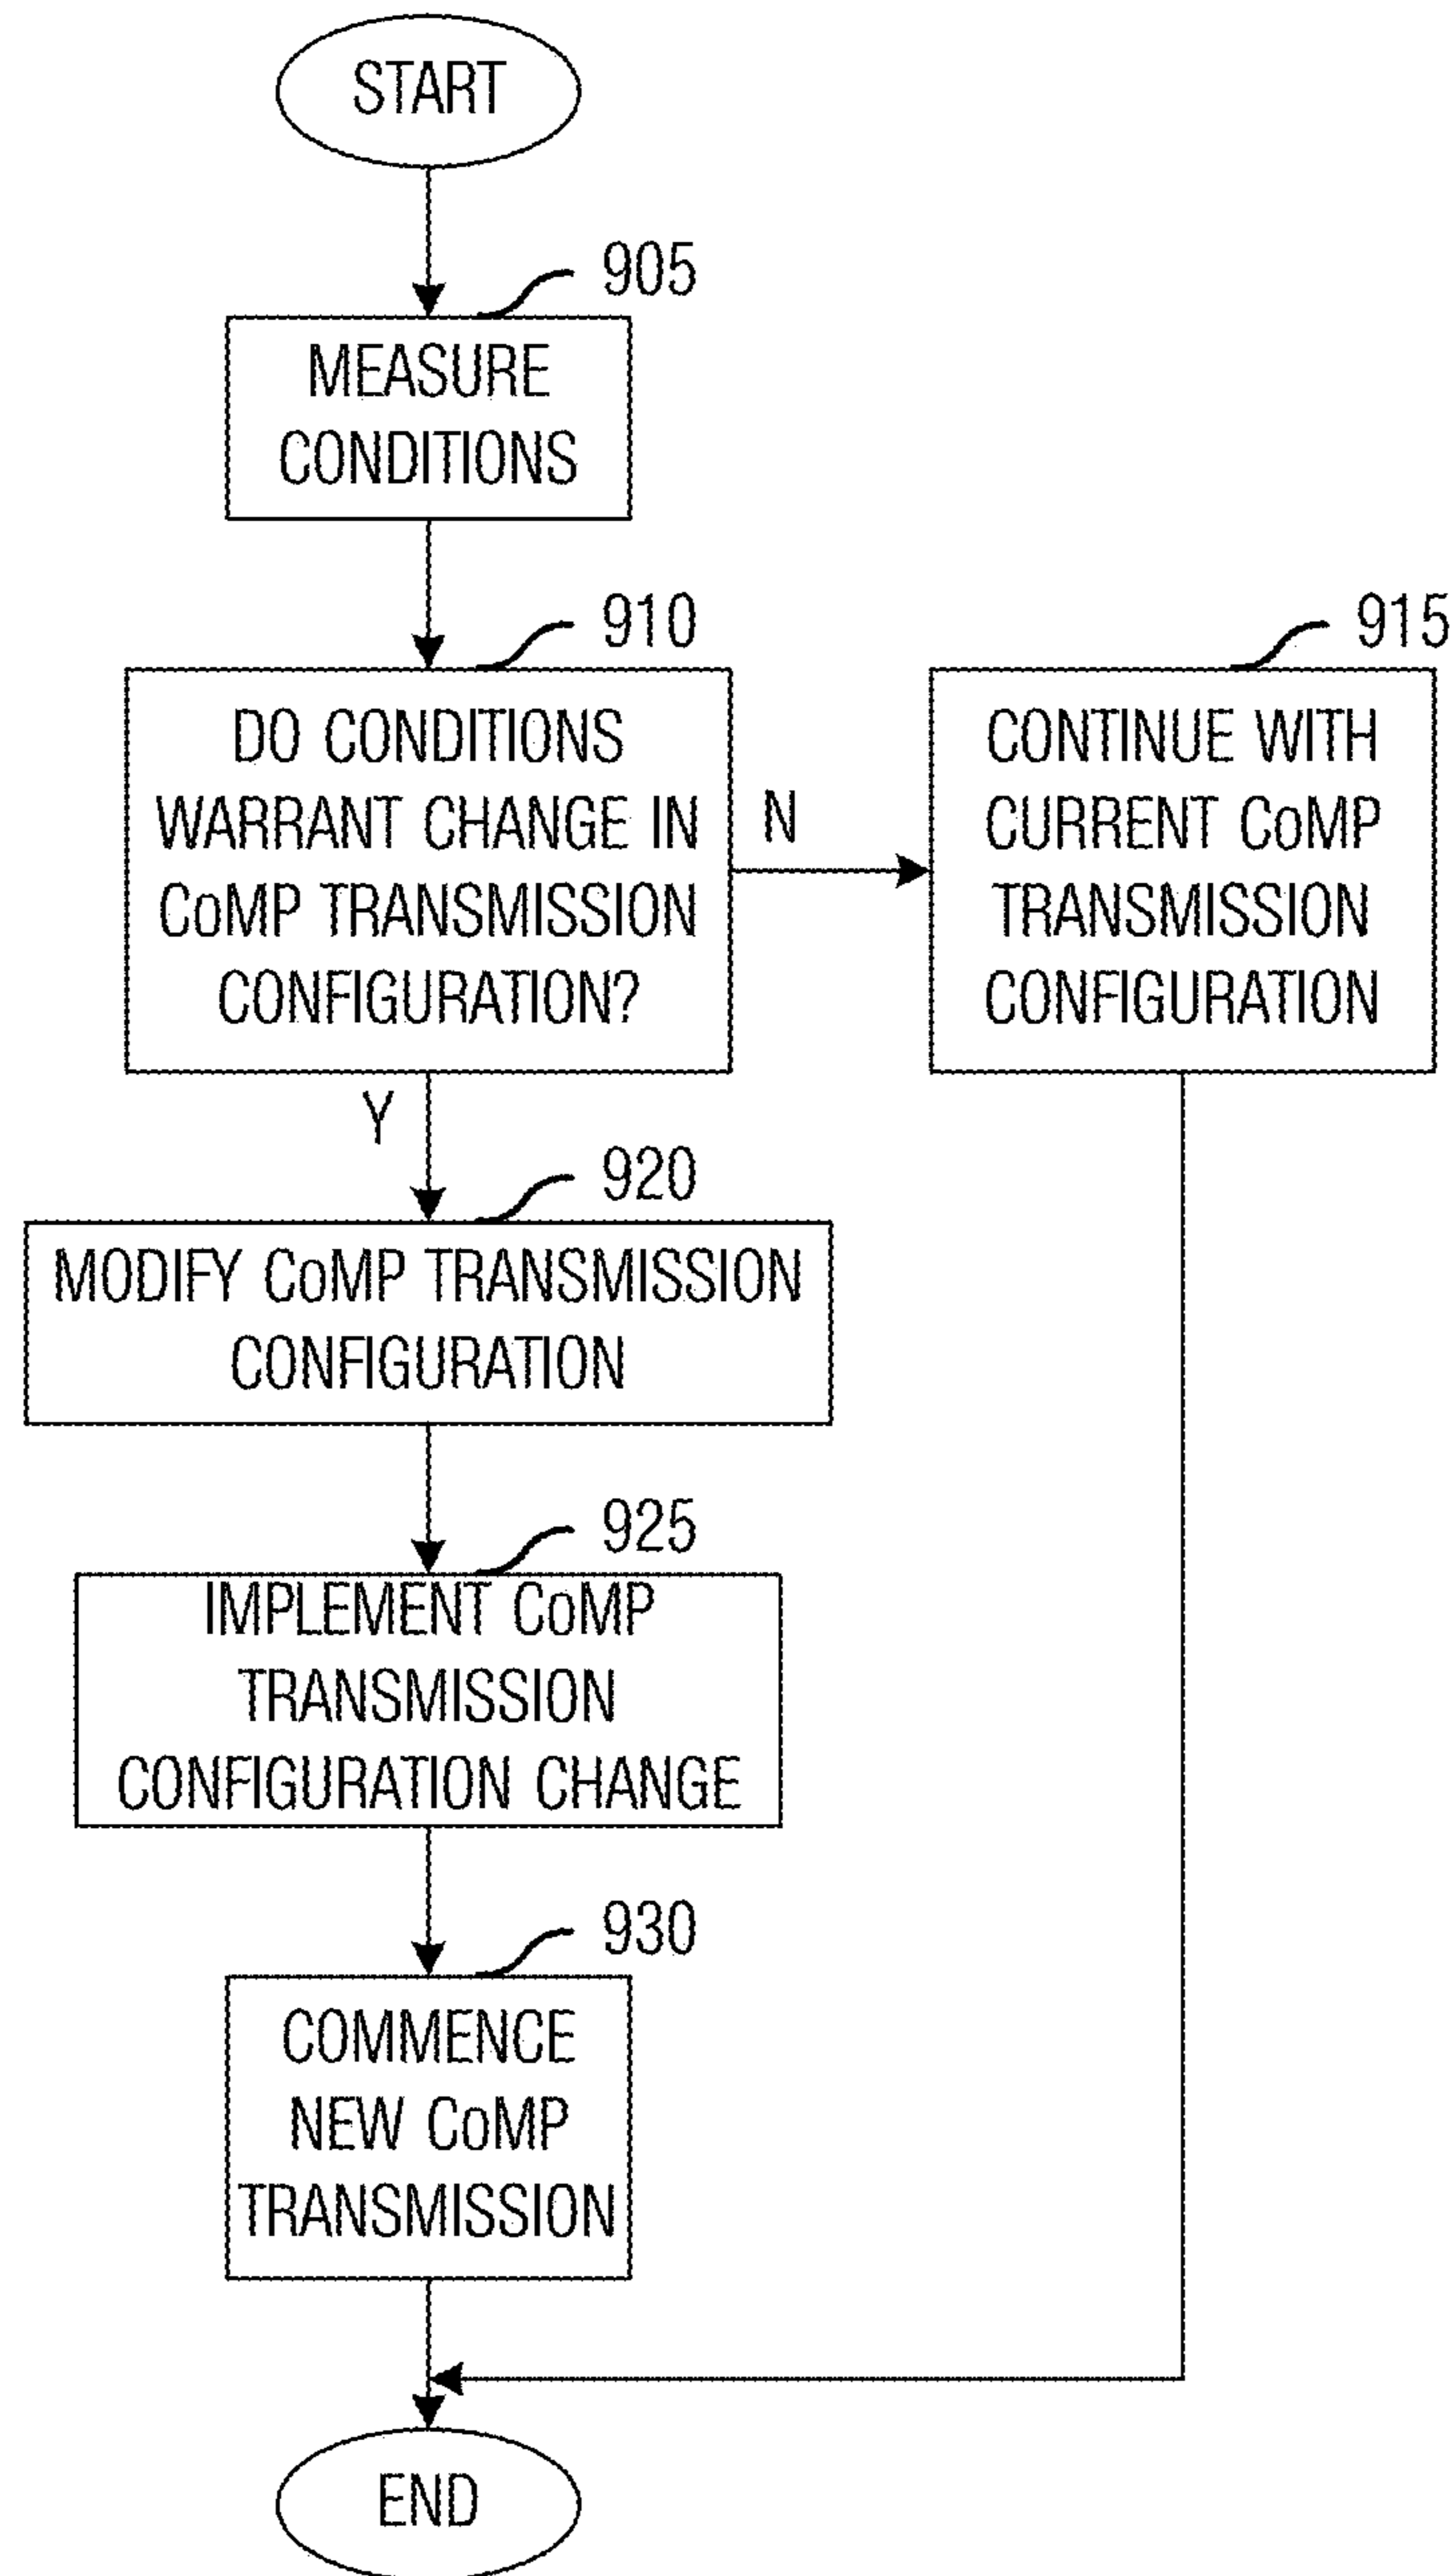 START
905
MEASURE
CONDITIONS
910
DO CONDITIONS
WARRANT CHANGE IN
CoMP TRANSMISSION
CONFIGURATION?
N
915
CONTINUE WITH
CURRENT CoMP
TRANSMISSION
CONFIGURATION
Y
920
MODIFY CoMP TRANSMISSION
CONFIGURATION
925
IMPLEMENT CoMP
TRANSMISSION
CONFIGURATION CHANGE
930
COMMENCE
NEW CoMP
TRANSMISSION
END